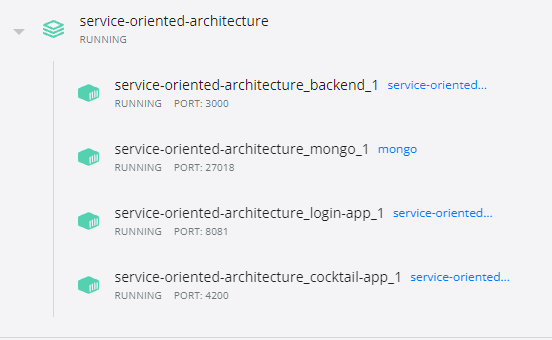 service-oriented-architecture
RUNNING
service-oriented-architecture_backend_1 service-oriented...
RUNNING PORT: 3000
service-oriented-architecture_mongo_1 mongo
RUNNING PORT: 27018
service-oriented-architecture_login-app_1 service-oriented...
RUNNING PORT: 8081
service-oriented-architecture_cocktail-app_1 service-oriented...
RUNNING PORT: 4200